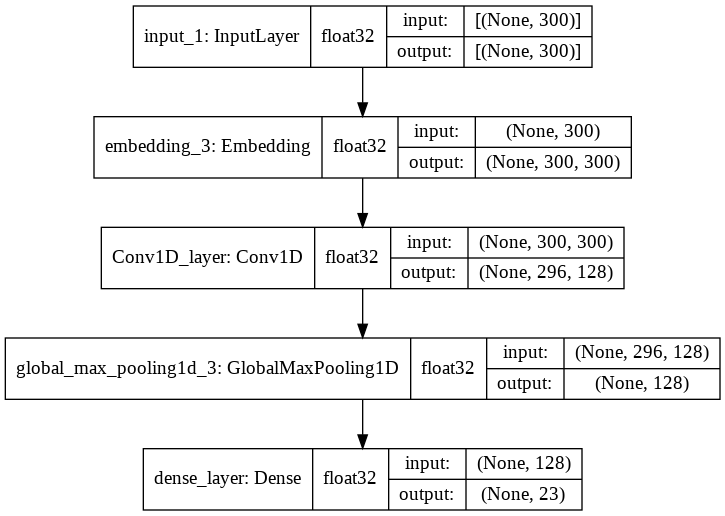 input_1: InputLayer float32 input: [(None, 300)]
output: [(None, 300)]
embedding_3: Embedding float32 input: (None, 300)
output: (None, 300, 300)
Conv1D_layer: Conv1D float32 input: (None, 300, 300)
output: (None, 296, 128)
global_max_pooling1d_3: GlobalMaxPooling1D float32 input: (None, 296, 128)
output: (None, 128)
dense_layer: Dense float32 input: (None, 128)
output: (None, 23)